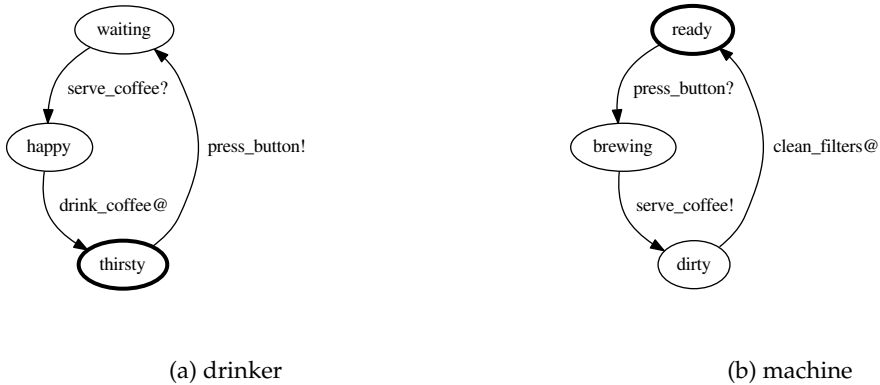 waiting
serve_coffee?
happy
press_button!
drink_coffee@
thirsty
(a) drinker
ready
press_button?
brewing
clean_filters@
serve_coffee!
dirty
(b) machine